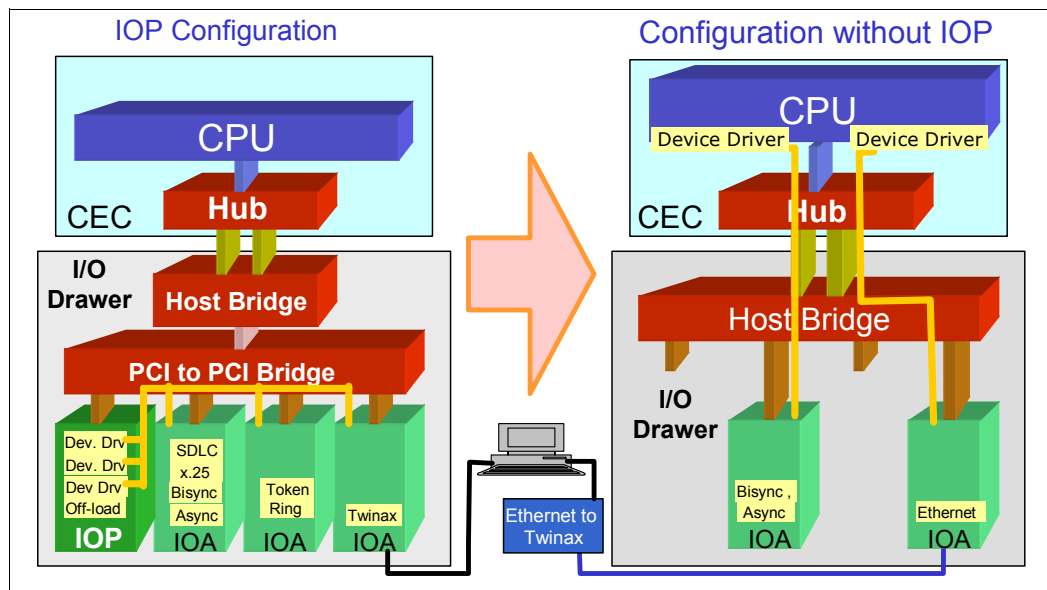 IOP Configuration
CPU
Hub
CEC
I/O
Drawer
Host Bridge
PCI to PCI Bridge
Dev. Drv
Dev. Drv
Dev Drv
Off-load
IOP
SDLC
x.25
Bisync
Async
IOA
Token
Ring
IOA
Twinax
IOA
Ethernet to
Twinax
Configuration without IOP
CPU
Device Driver
Device Driver
Hub
CEC
Host Bridge
I/O
Drawer
Bisync ,
Async
IOA
Ethernet
IOA